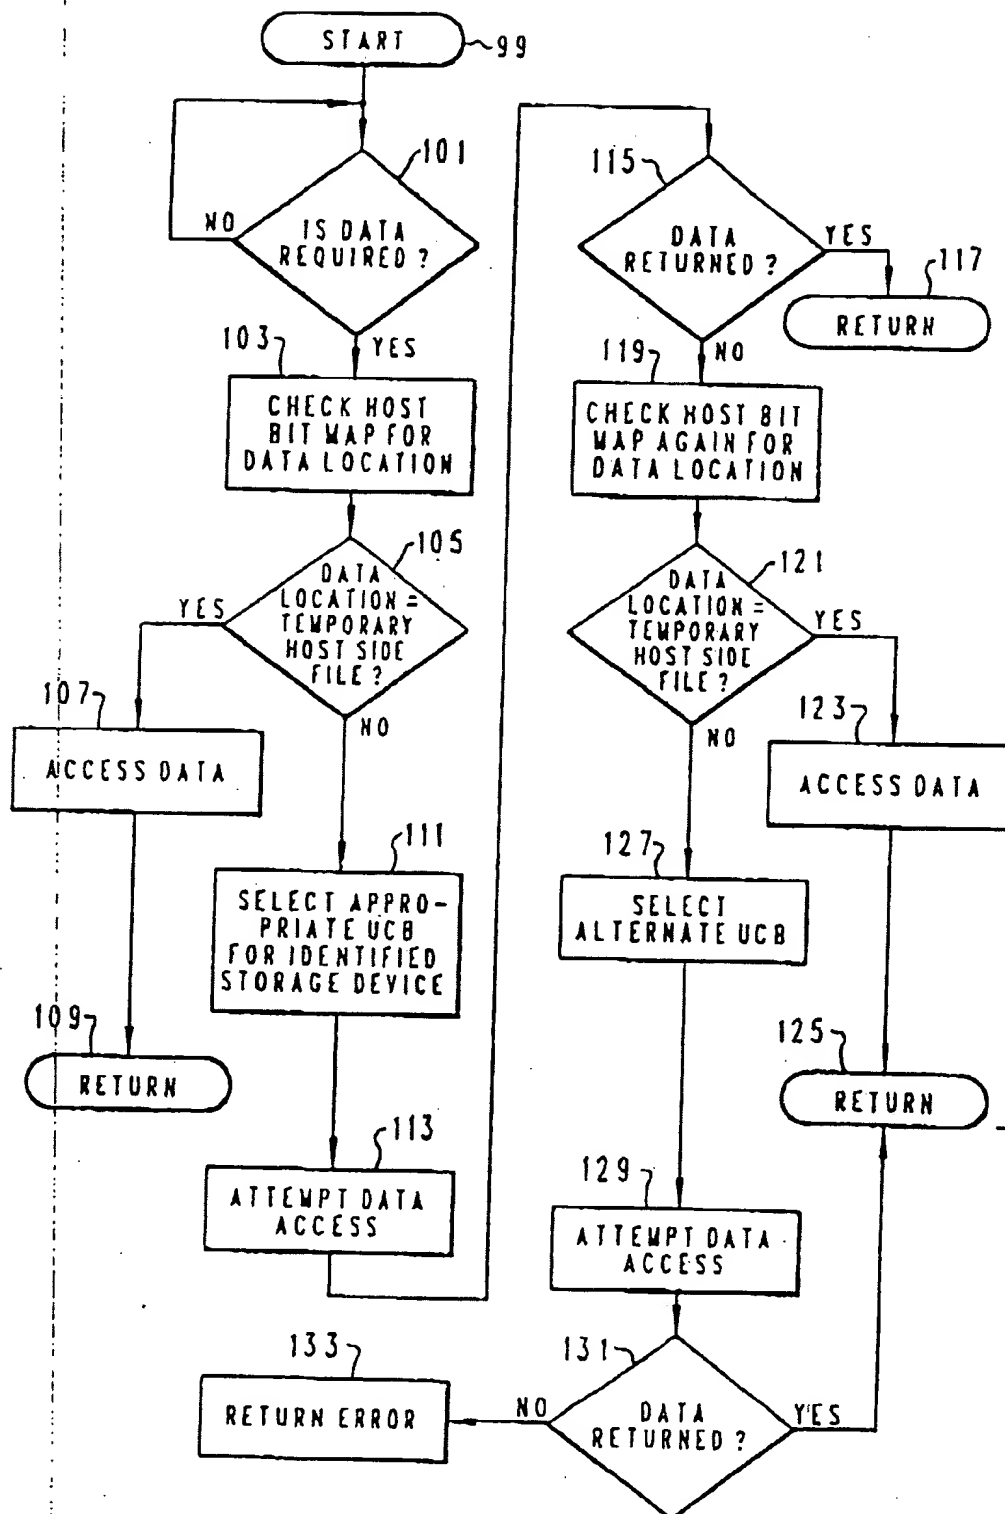 START
99
101
IS DATA
REQUIRED ?
NO
YES
103
CHECK HOST
BIT MAP FOR
DATA LOCATION
105
DATA
LOCATION =
TEMPORARY
HOST SIDE
FILE ?
YES
NO
107
ACCESS DATA
109
RETURN
111
SELECT APPRO-
PRIATE UCB
FOR IDENTIFIED
STORAGE DEVICE
113
ATTEMPT DATA
ACCESS
115
DATA
RETURNED ?
YES
117
RETURN
NO
119
CHECK HOST BIT
MAP AGAIN FOR
DATA LOCATION
121
DATA
LOCATION =
TEMPORARY
HOST SIDE
FILE ?
YES
NO
123
ACCESS DATA
125
RETURN
127
SELECT
ALTERNATE UCB
129
ATTEMPT DATA
ACCESS
131
DATA
RETURNED ?
YES
NO
133
RETURN ERROR